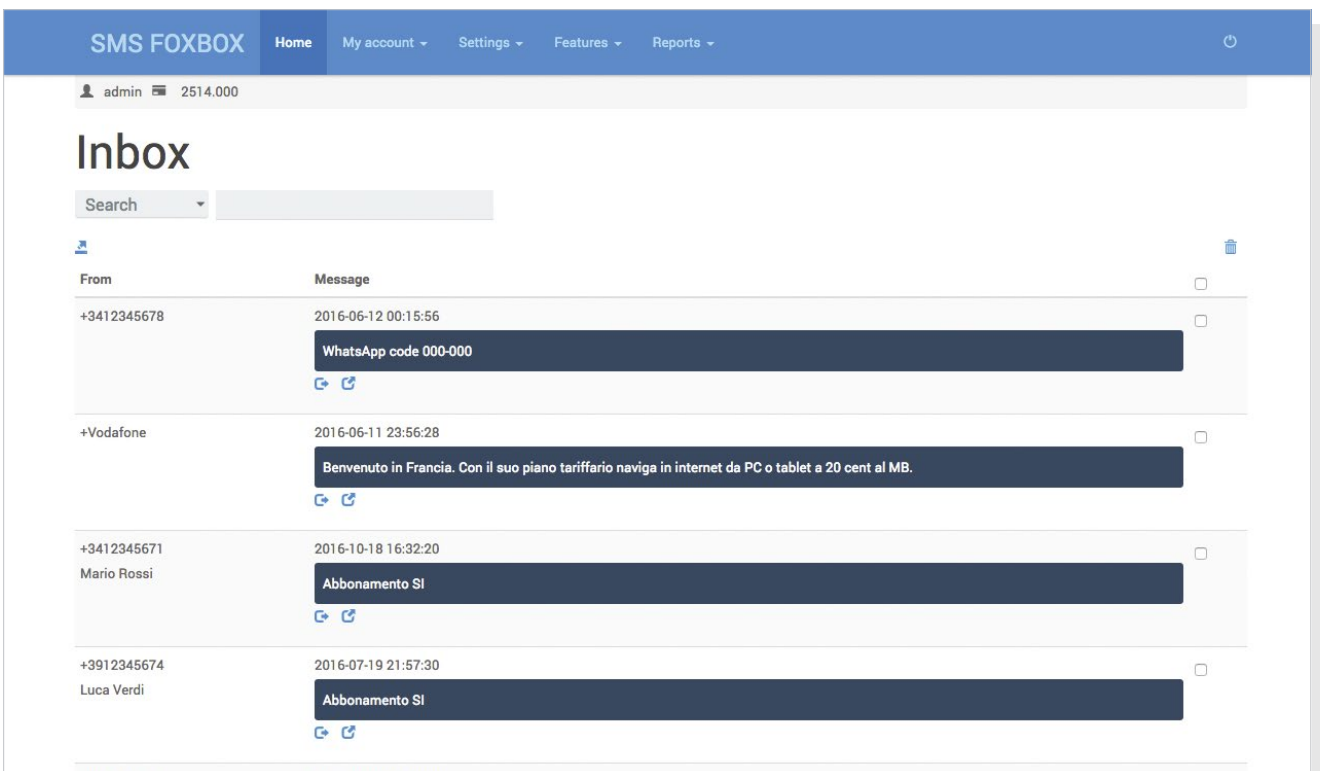 SMS FOXBOX Home My account Settings Features Reports
admin 2514.000
Inbox
Search
From Message
+3412345678 2016-06-12 00:15:56
WhatsApp code 000-000
+Vodafone 2016-06-11 23:56:28
Benvenuto in Francia. Con il suo piano tariffario naviga in internet da PC o tablet a 20 cent al MB.
+3412345671 2016-10-18 16:32:20
Mario Rossi
Abbonamento SI
+3912345674 2016-07-19 21:57:30
Luca Verdi
Abbonamento SI